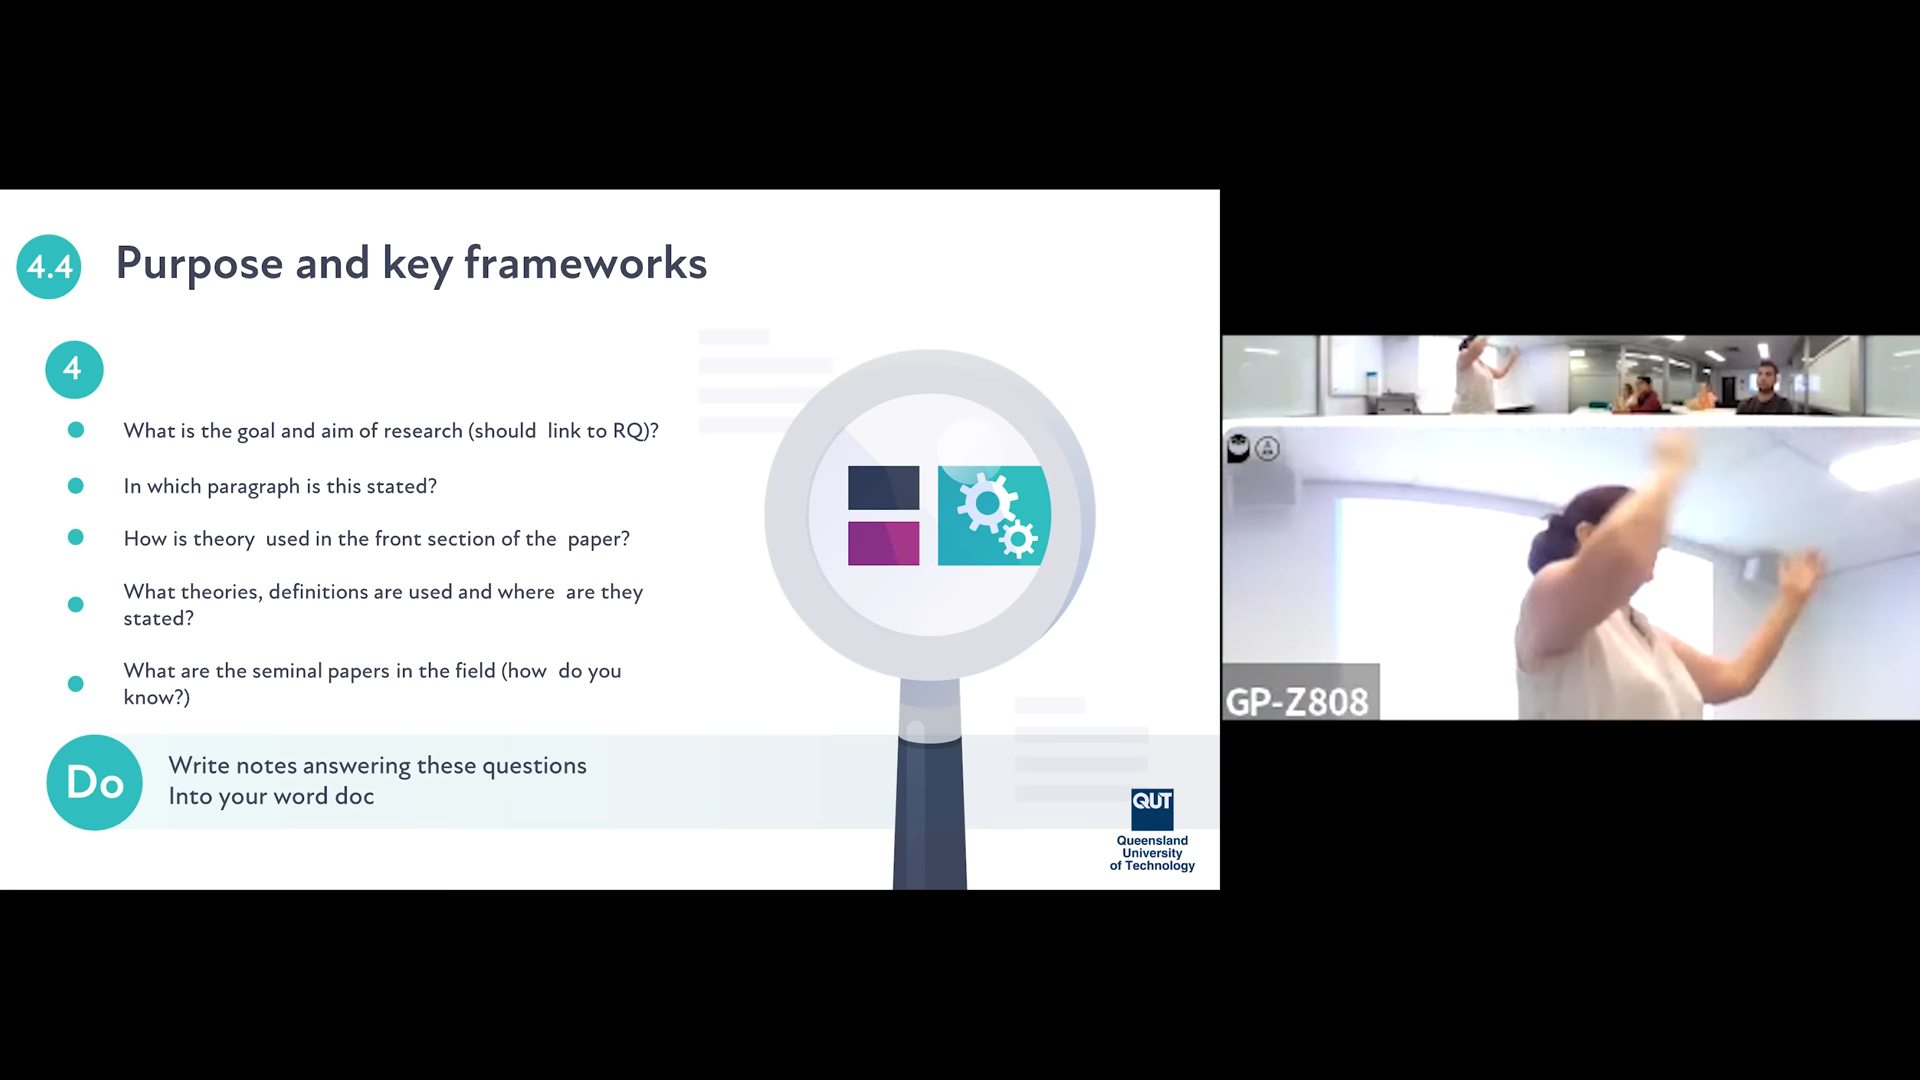 4.4 Purpose and key frameworks
4
What is the goal and aim of research (should link to RQ)?
In which paragraph is this stated?
How is theory used in the front section of the paper?
What theories, definitions are used and where are they
stated?
What are the seminal papers in the field (how do you
know?)
Do
Write notes answering these questions
Into your word doc
QUT
Queensland
University
of Technology
GP-Z808